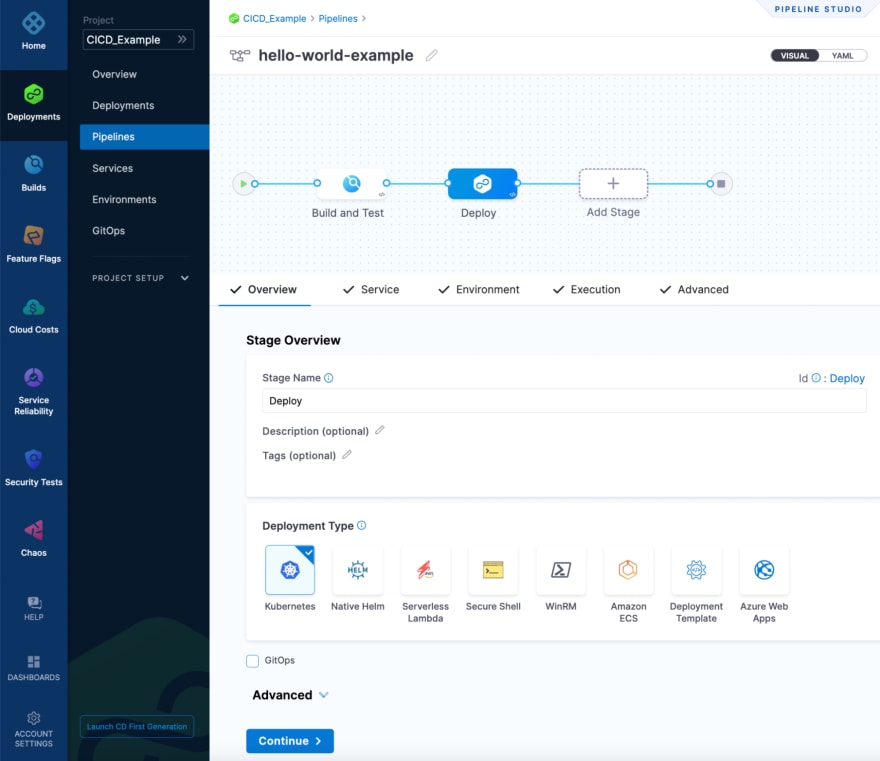 Home
Deployments
Builds
Feature Flags
Cloud Costs
Service
Reliability
Security Tests
Chaos
HELP
DASHBOARDS
ACCOUNT
SETTINGS
Project
CICD_Example
Overview
Deployments
Pipelines
Services
Environments
GitOps
PROJECT SETUP
Launch CD First Generation
CICD_Example > Pipelines >
PIPELINE STUDIO
hello-world-example
VISUAL YAML
Build and Test
Deploy
Add Stage
Overview Service Environment Execution Advanced
Stage Overview
Stage Name
Id : Deploy
Deploy
Description (optional)
Tags (optional)
Deployment Type
HELM
aws
Kubernetes
Native Helm
Serverless
Lambda
Secure Shell
WinRM
Amazon
ECS
Deployment
Template
Azure Web
Apps
GitOps
Advanced
Continue >